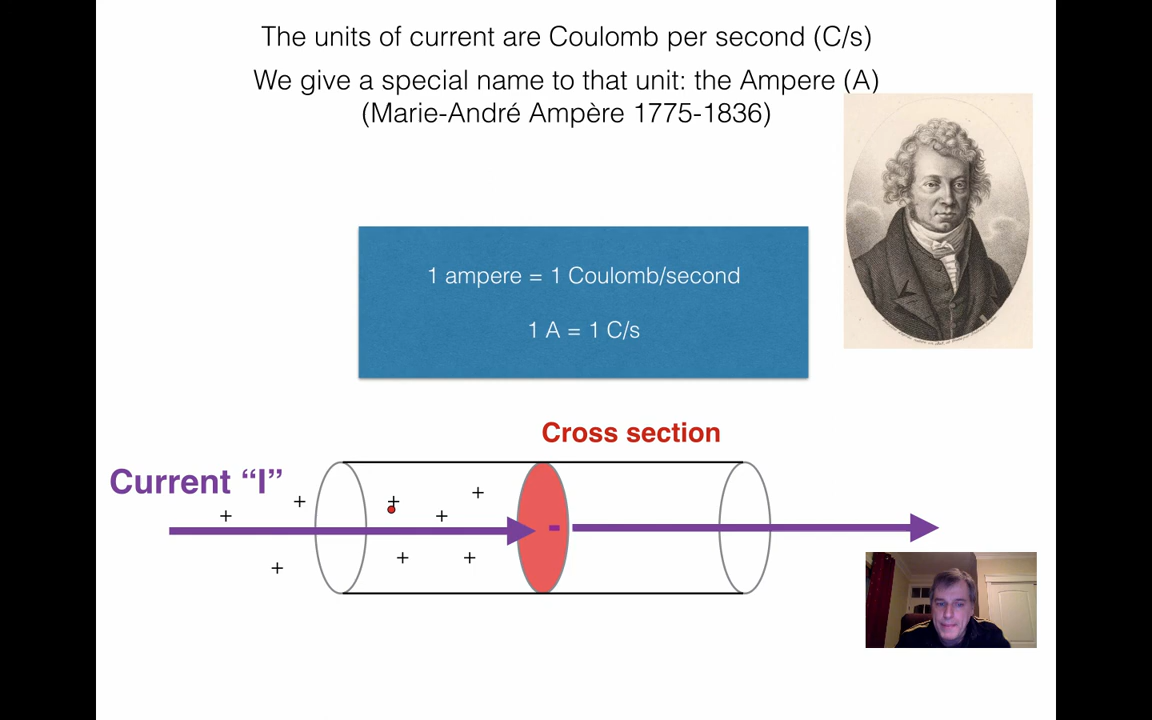 The units of current are Coulomb per second (C/s)
We give a special name to that unit: the Ampere (A)
(Marie-André Ampère 1775-1836)
1 ampere = 1 Coulomb/second
1 A = 1 C/s
Cross section
Current “I”
+ + + + + +
+ + +
-